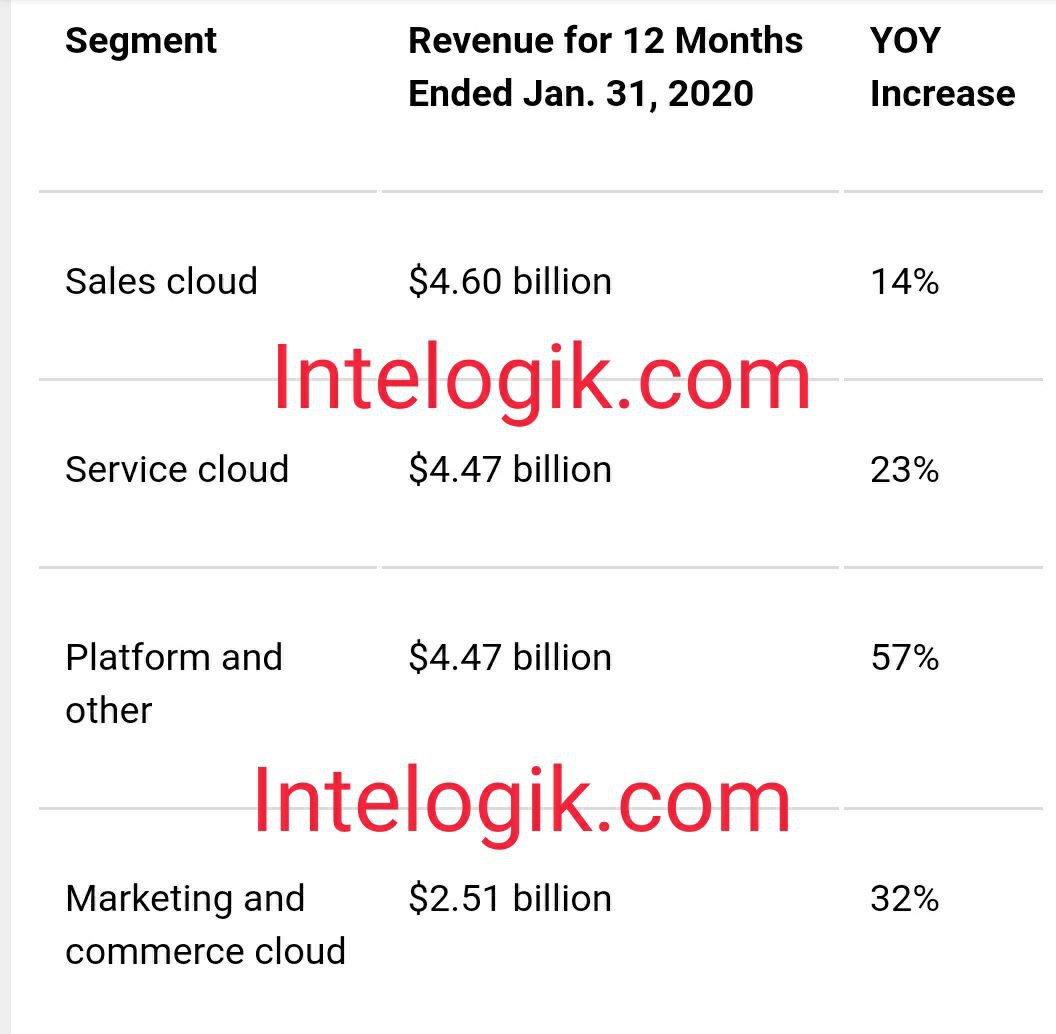 Segment Revenue for 12 Months YOY
Ended Jan. 31, 2020 Increase
Sales cloud $4.60 billion 14%
Intelogik.com
Service cloud $4.47 billion 23%
Platform and $4.47 billion 57%
other
Intelogik.com
Marketing and $2.51 billion 32%
commerce cloud